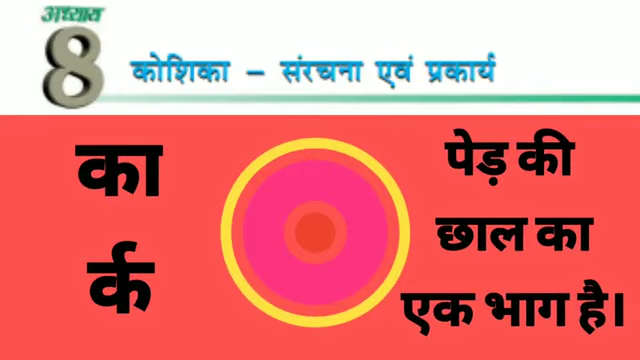 अध्याय
8
कोशिका – संरचना एवं प्रकार्य
का
र्क
पेड़ की
छाल का
एक भाग है।